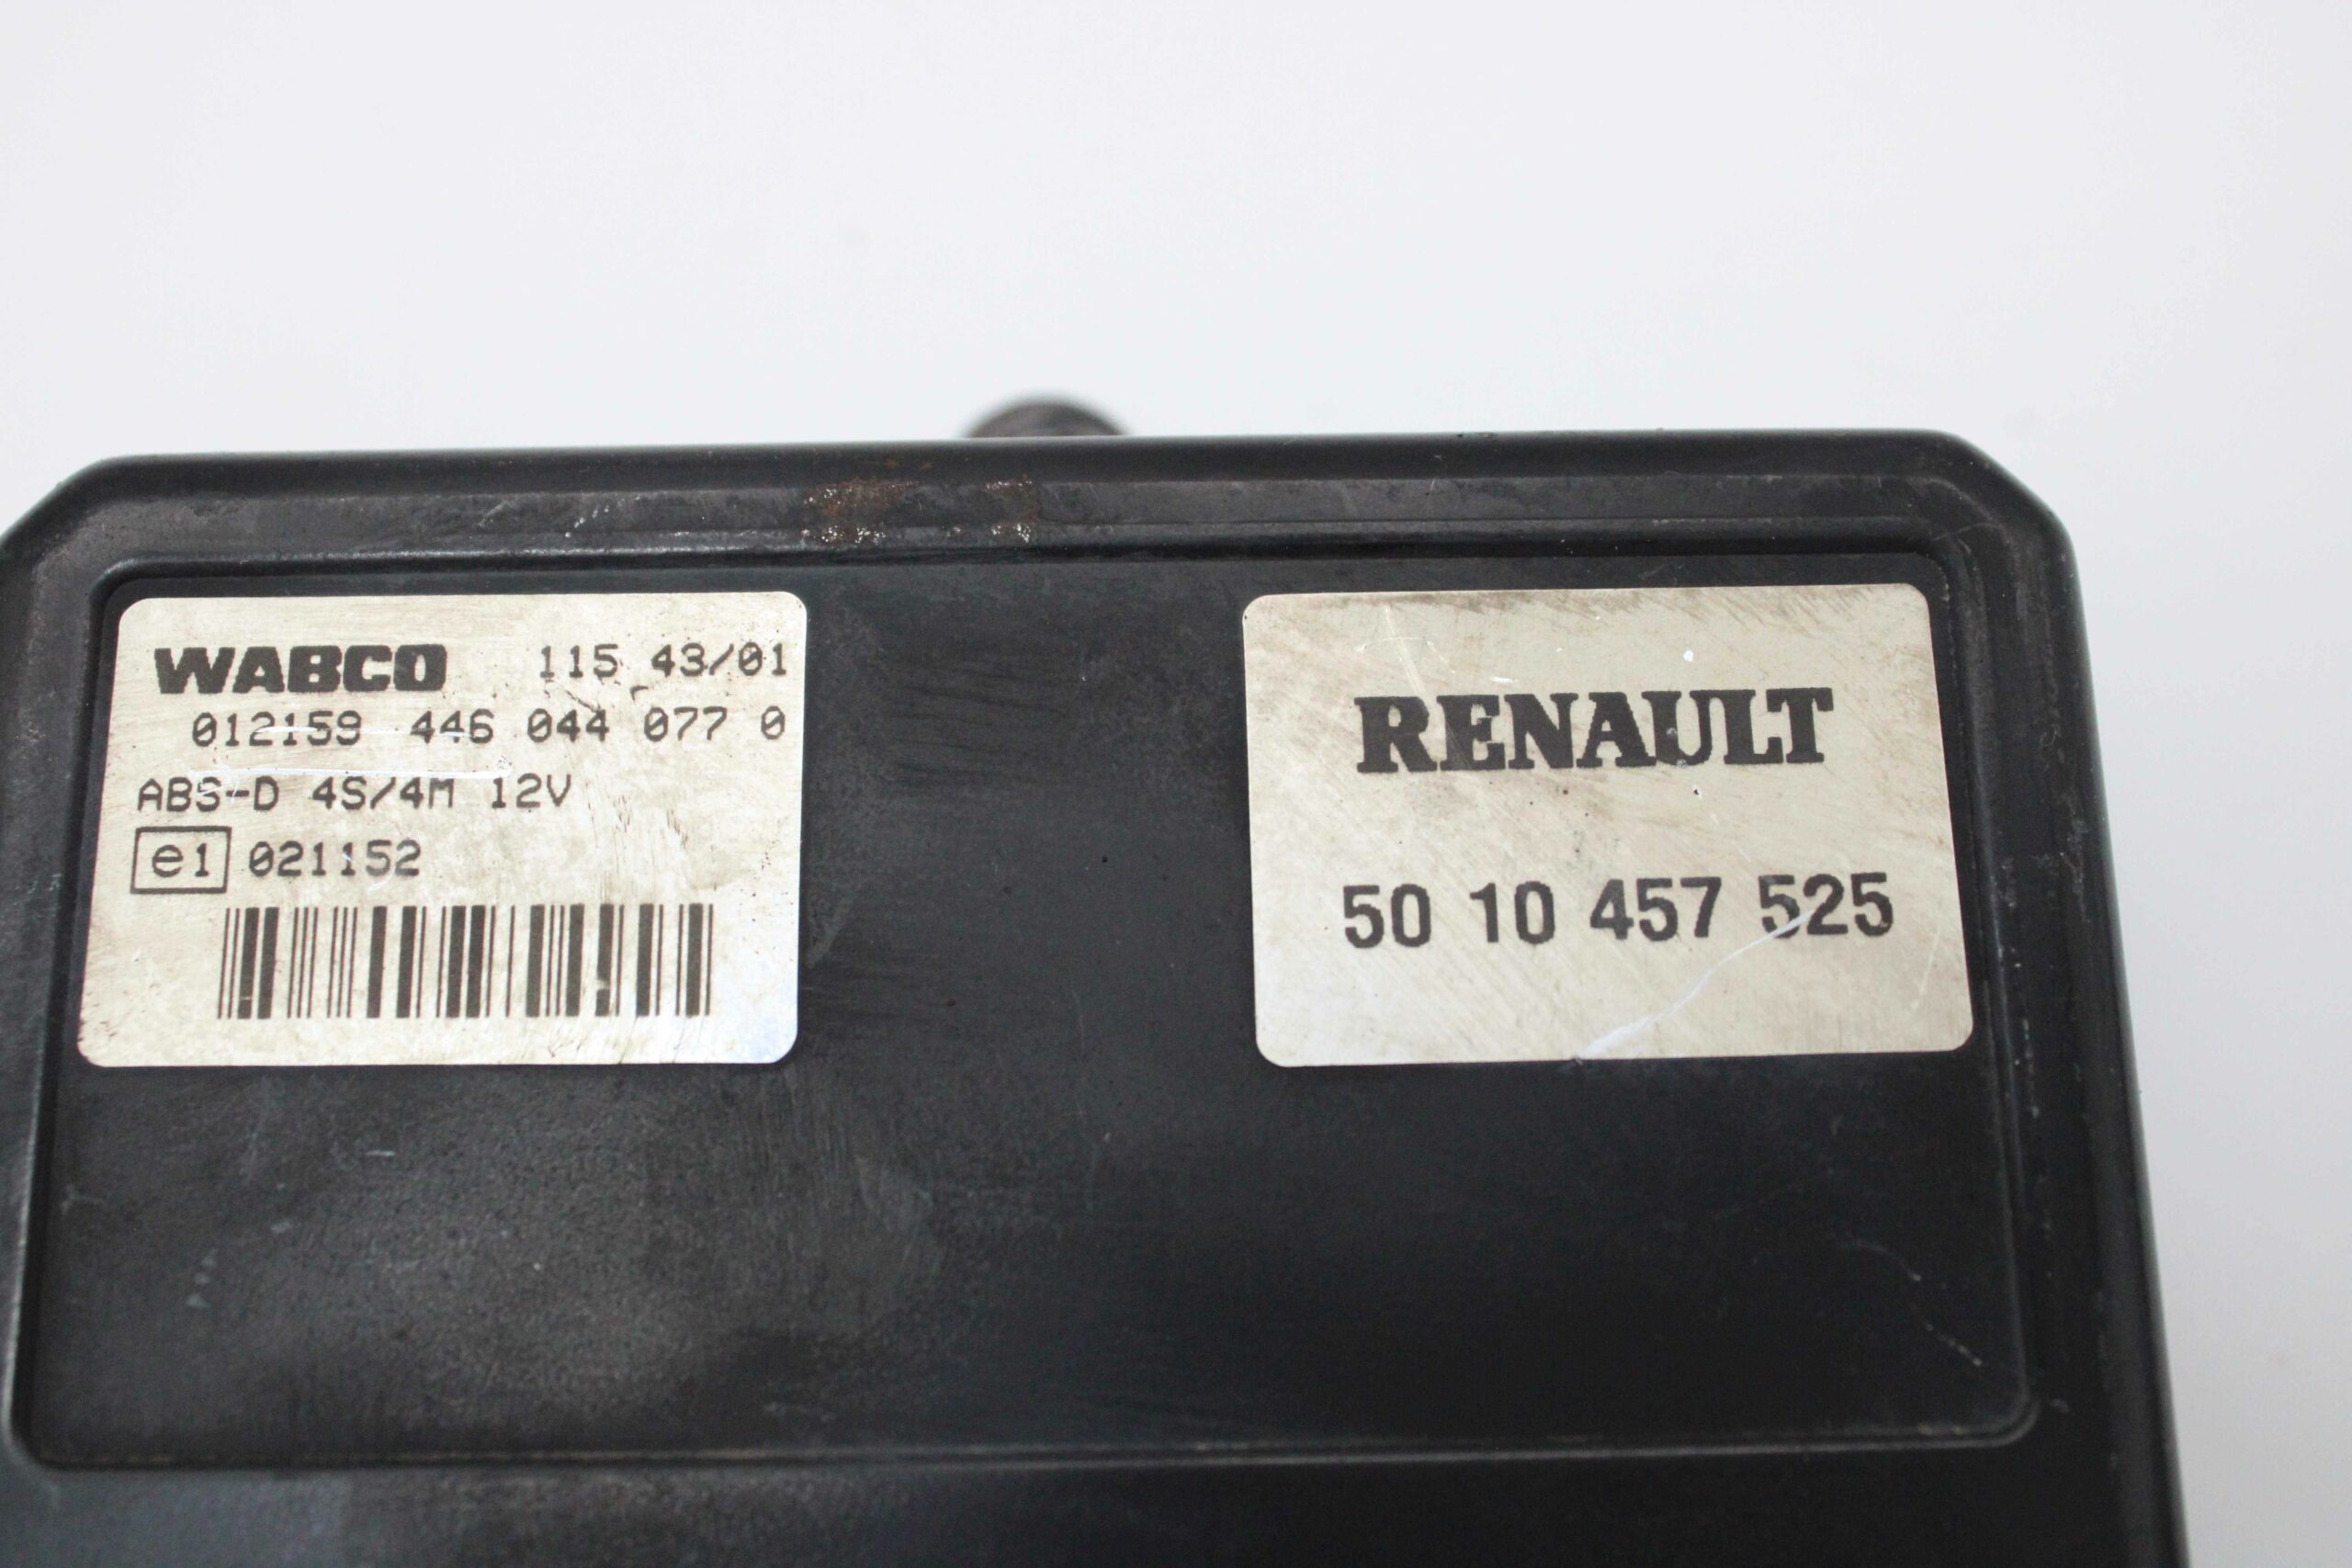 WABCO 115 43/01
012159 446 044 077 0
ABS-D 4S/4M 12V
e1 021152
RENAULT
50 10 457 525